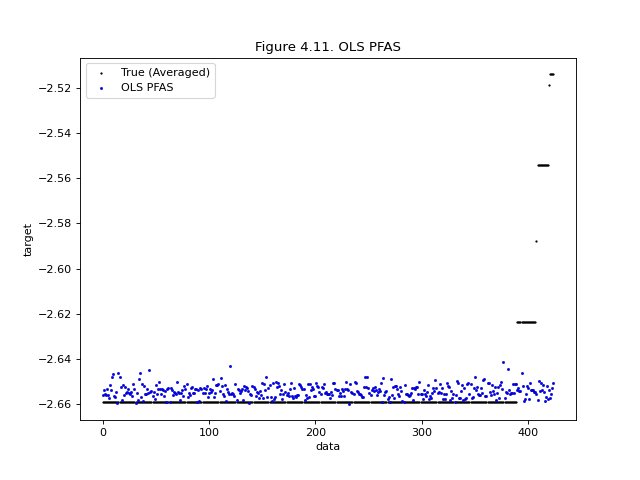 Figure 4.11. OLS PFAS
True (Averaged)
OLS PFAS
−2.52
−2.54
−2.56
−2.58
−2.60
−2.62
−2.64
−2.66
target
0 100 200 300 400
data